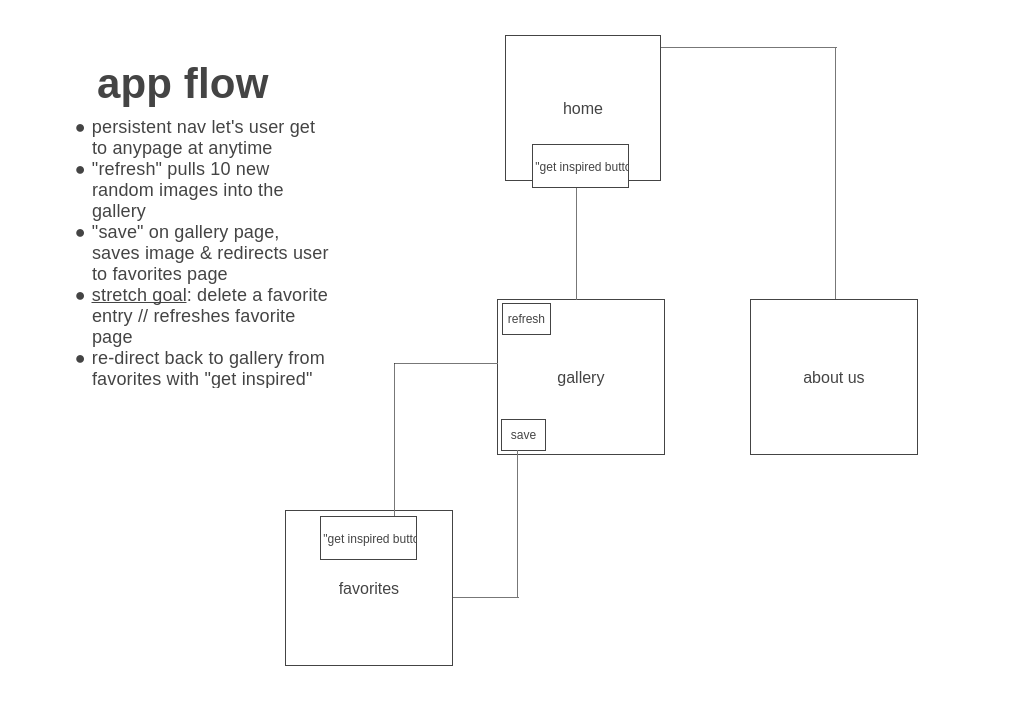 app flow
● persistent nav let's user get
to anypage at anytime
● "refresh" pulls 10 new
random images into the
gallery
● "save" on gallery page,
saves image & redirects user
to favorites page
● stretch goal: delete a favorite
entry // refreshes favorite
page
● re-direct back to gallery from
favorites with "get inspired"
home
"get inspired butto
refresh
gallery
save
about us
"get inspired butto
favorites